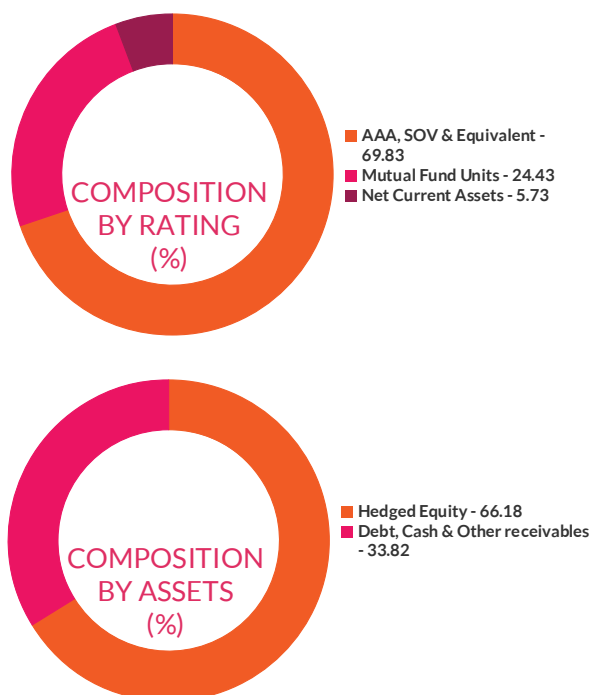 COMPOSITION
BY RATING
(%)
AAA, SOV & Equivalent -
69.83
Mutual Fund Units - 24.43
Net Current Assets - 5.73
COMPOSITION
BY ASSETS
(%)
Hedged Equity - 66.18
Debt, Cash & Other receivables
- 33.82